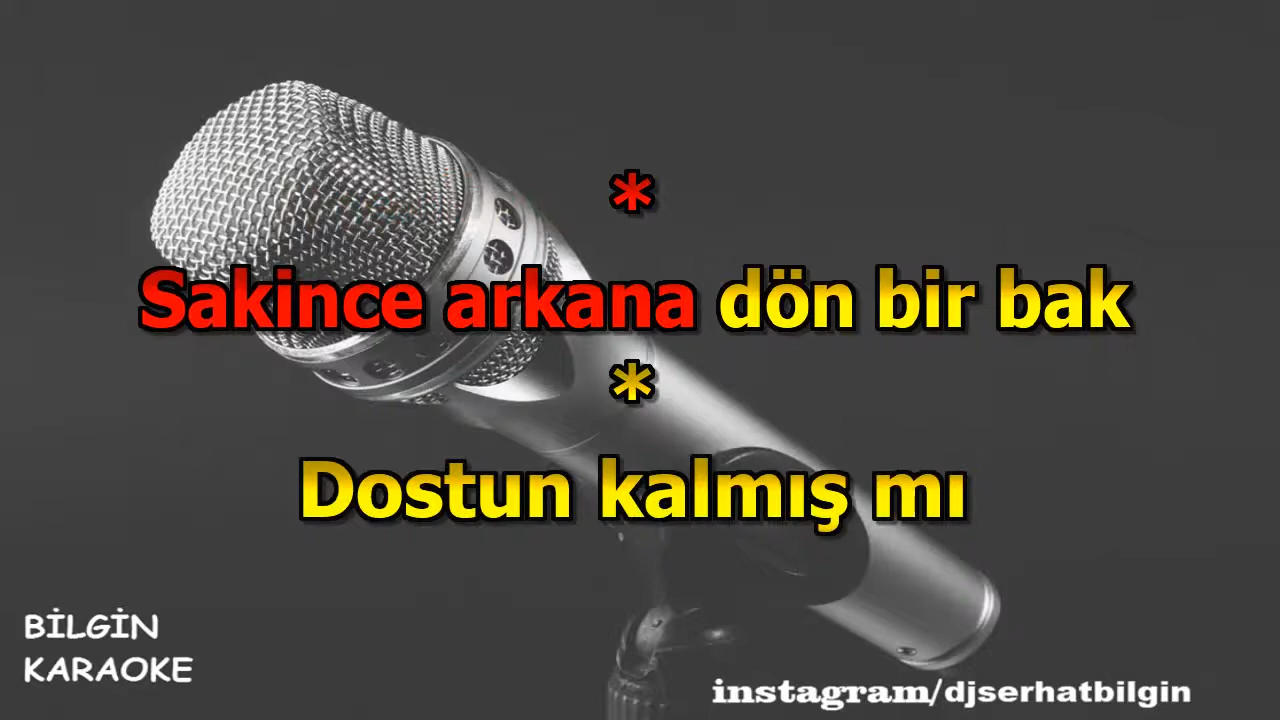 *
Sakince arkana dön bir bak
*
Dostun kalmış mı
BİLGİN
KARAOKE
instagram/djserhatbilgin